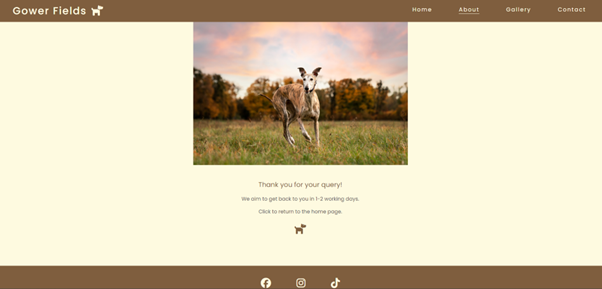 Gower Fields
Home About Gallery Contact
Thank you for your query!
We aim to get back to you in 1-2 working days.
Click to return to the home page.